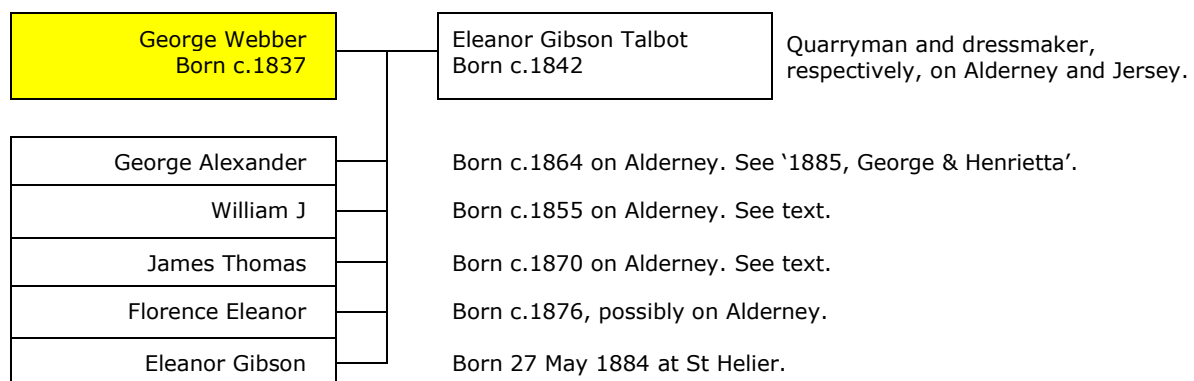 George Webber
Born c.1837
Eleanor Gibson Talbot
Born c.1842
Quarryman and dressmaker,
respectively, on Alderney and Jersey.
George Alexander
Born c.1864 on Alderney. See ‘1885, George & Henrietta’.
William J
Born c.1855 on Alderney. See text.
James Thomas
Born c.1870 on Alderney. See text.
Florence Eleanor
Born c.1876, possibly on Alderney.
Eleanor Gibson
Born 27 May 1884 at St Helier.